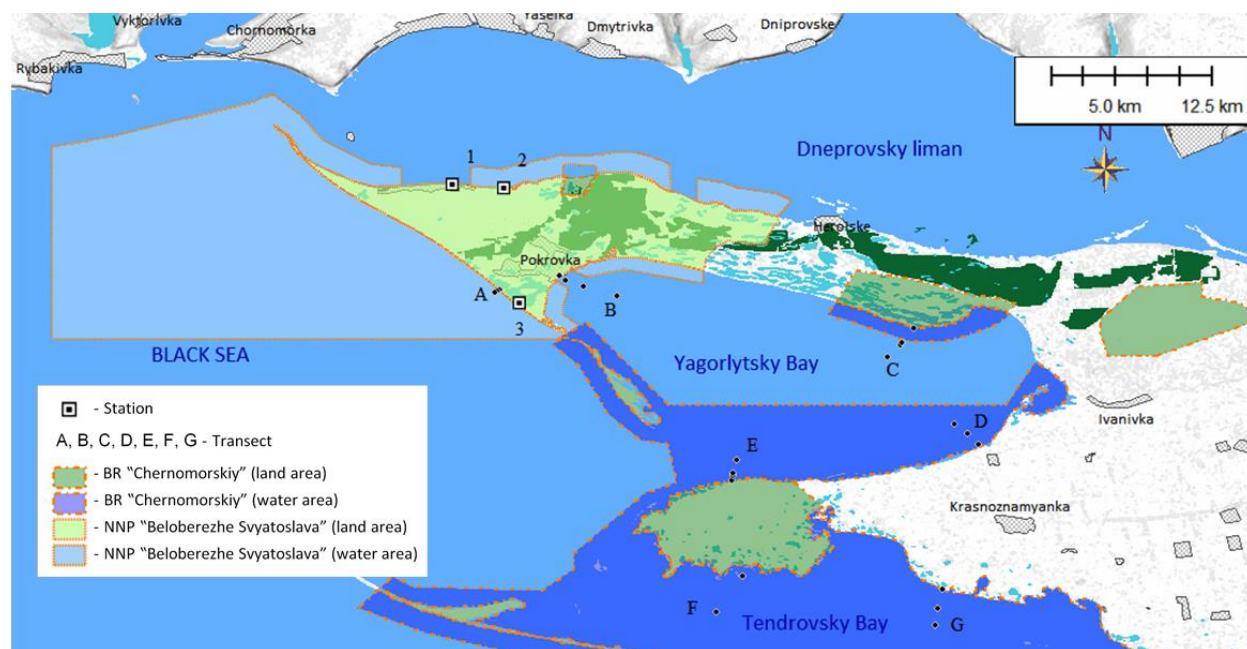 Vyktorivka
Chornomorka
Yaselka
Dmytrivka
Dniprovske
Rybakivka
5.0 km 12.5 km
N
Dneprovsky liman
1 2
Heroiske
Pokrovka
A
B
3
BLACK SEA
Yagorlytsky Bay
C
Ivanivka
D
E
Krasnoznamyanka
F
Tendrovsky Bay
G
- Station
A, B, C, D, E, F, G - Transect
- BR “Chernomorskiy” (land area)
- BR “Chernomorskiy” (water area)
- NNP “Beloberezhe Svyatoslava” (land area)
- NNP “Beloberezhe Svyatoslava” (water area)